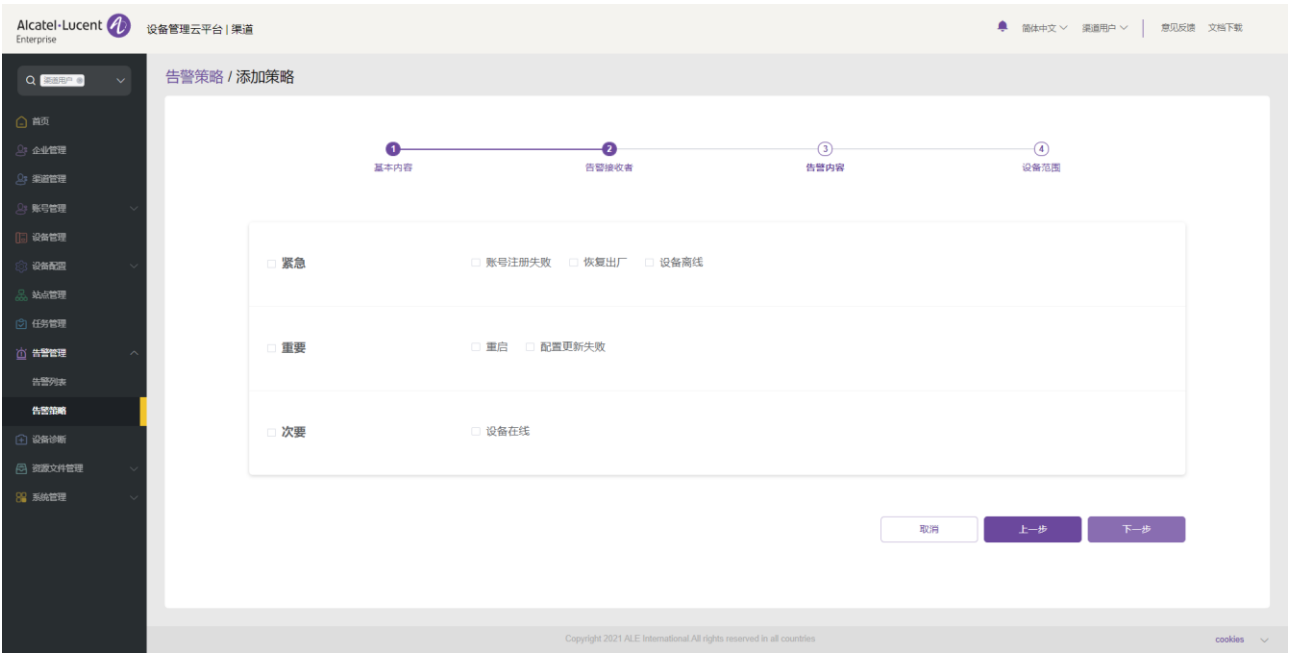 Alcatel·Lucent
Enterprise
设备管理云平台 | 渠道
简体中文 渠道用户 意见反馈 文档下载
渠道用户
告警策略 / 添加策略
首页
企业管理
渠道管理
账号管理
设备管理
设备配置
站点管理
任务管理
告警管理
告警列表
告警策略
设备诊断
资源文件管理
系统管理
1 2 3 4
基本内容 告警接收者 告警内容 设备范围
紧急 账号注册失败 恢复出厂 设备离线
重要 重启 配置更新失败
次要 设备在线
取消 上一步 下一步
Copyright 2021 ALE International.All rights reserved in all countries
cookies